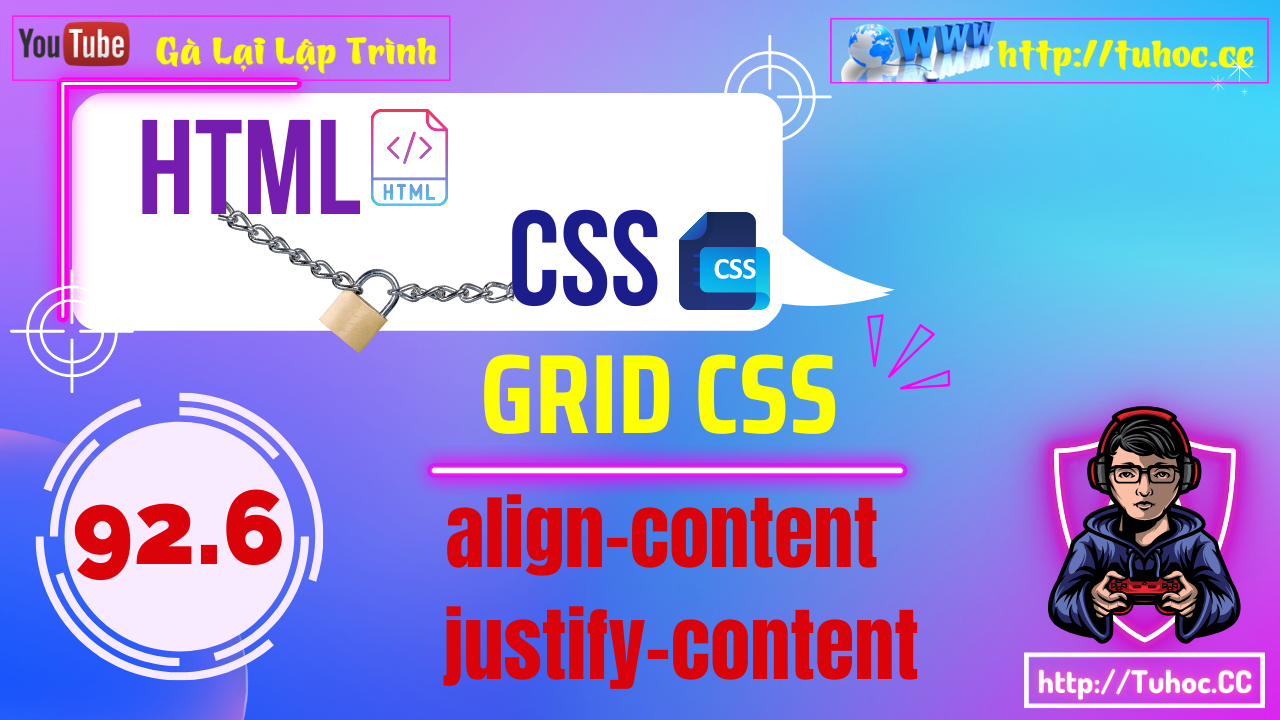 YouTube Gà Lại Lập Trình
WWW http://tuhoc.cc
HTML
</>
HTML
CSS
CSS
GRID CSS
92.6
align-content
justify-content
http://Tuhoc.CC